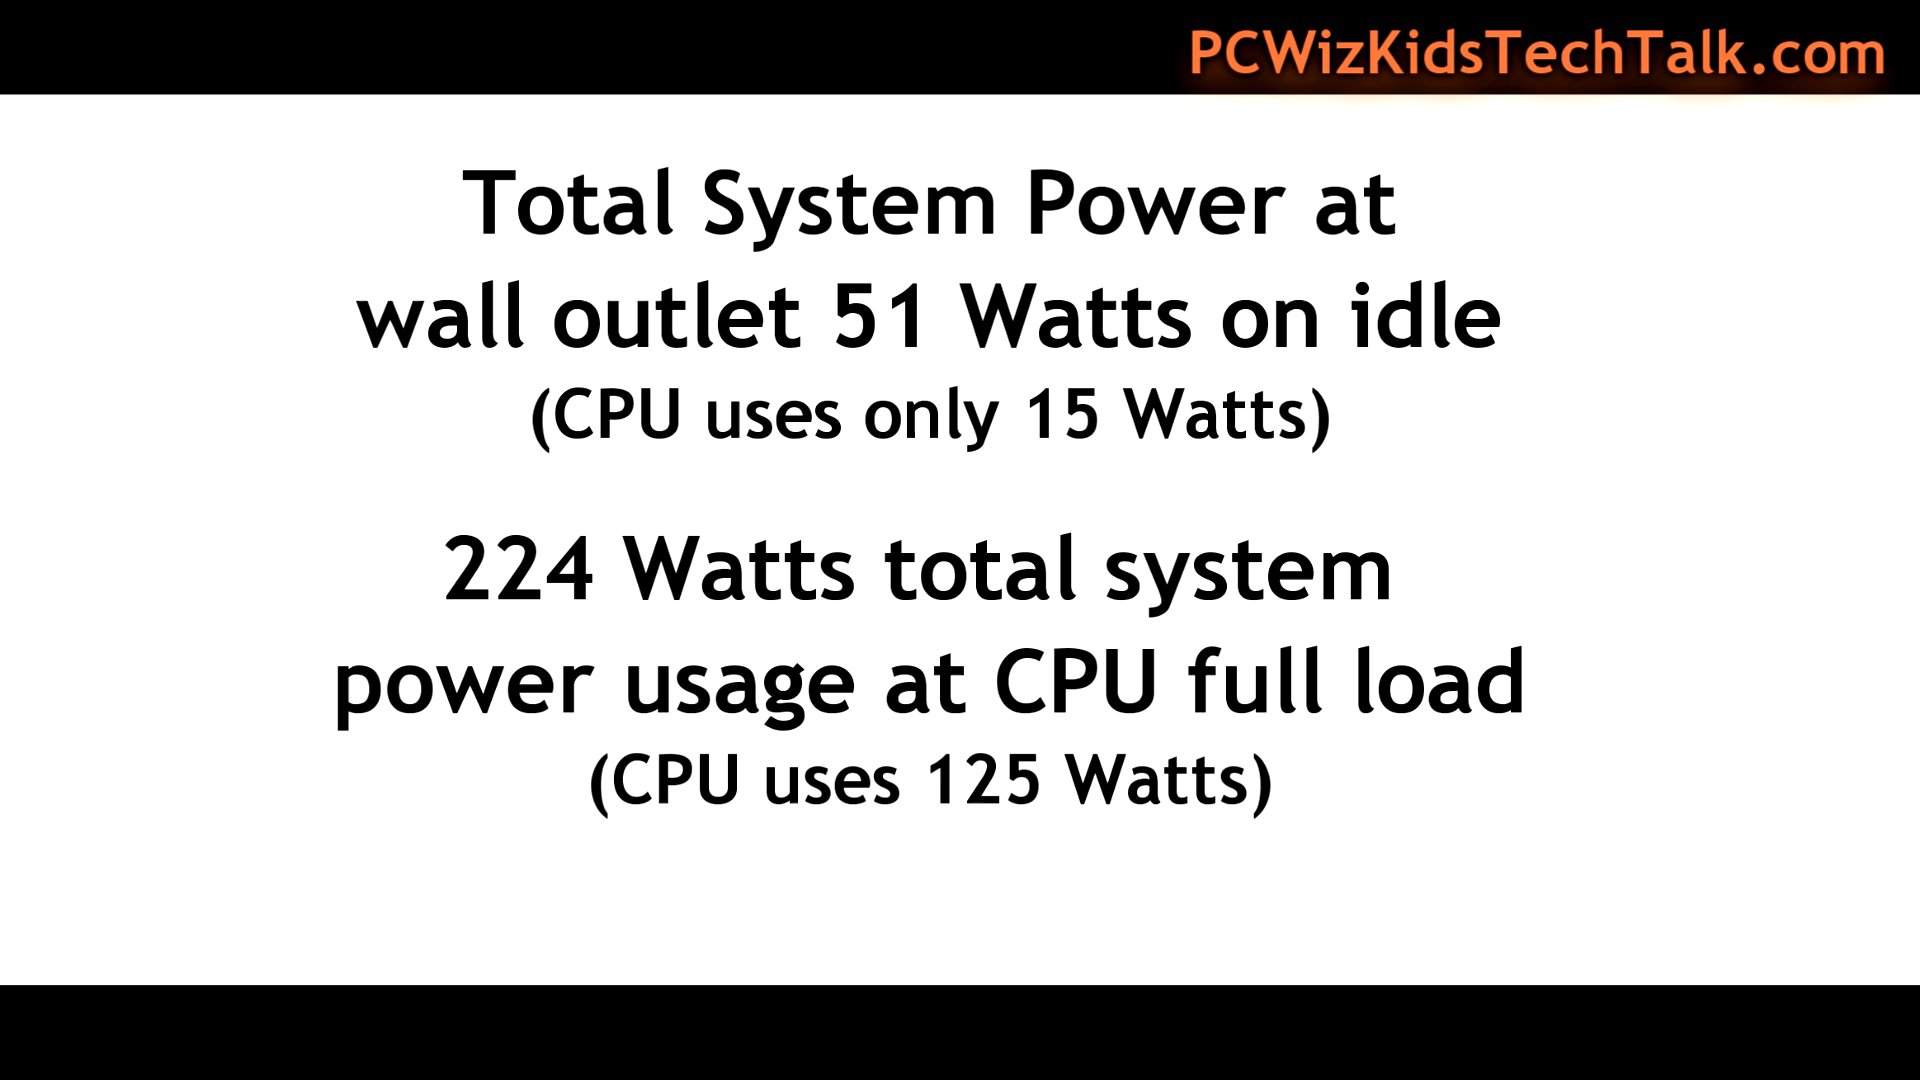 PCWizKidsTechTalk.com
Total System Power at
wall outlet 51 Watts on idle
(CPU uses only 15 Watts)
224 Watts total system
power usage at CPU full load
(CPU uses 125 Watts)